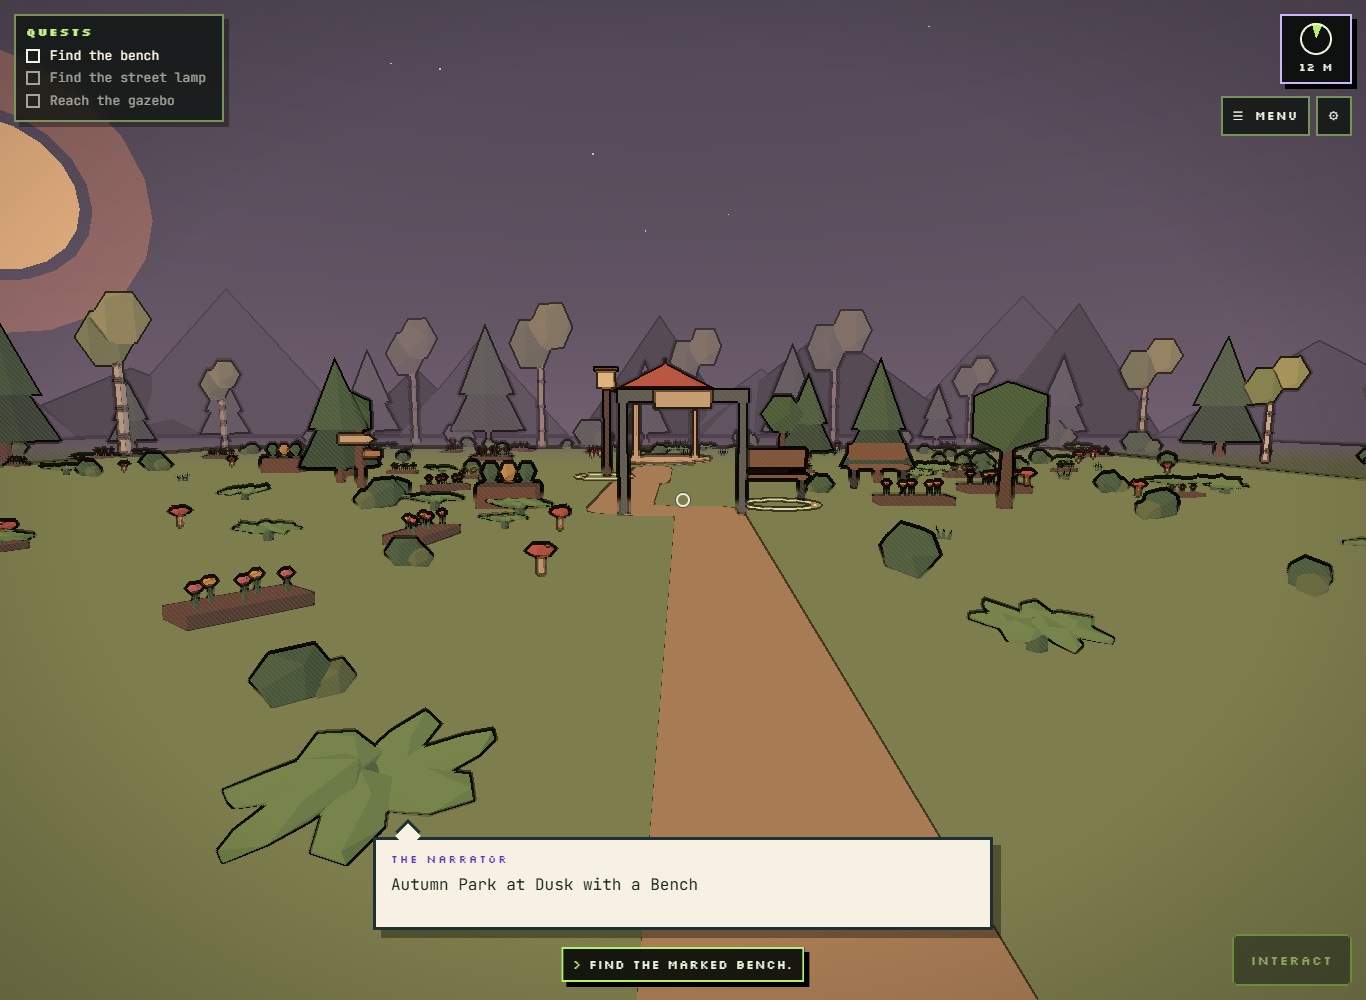 QUESTS
Find the bench
Find the street lamp
Reach the gazebo
12 M
☰ MENU
⚙
THE NARRATOR
Autumn Park at Dusk with a Bench
> FIND THE MARKED BENCH.
INTERACT